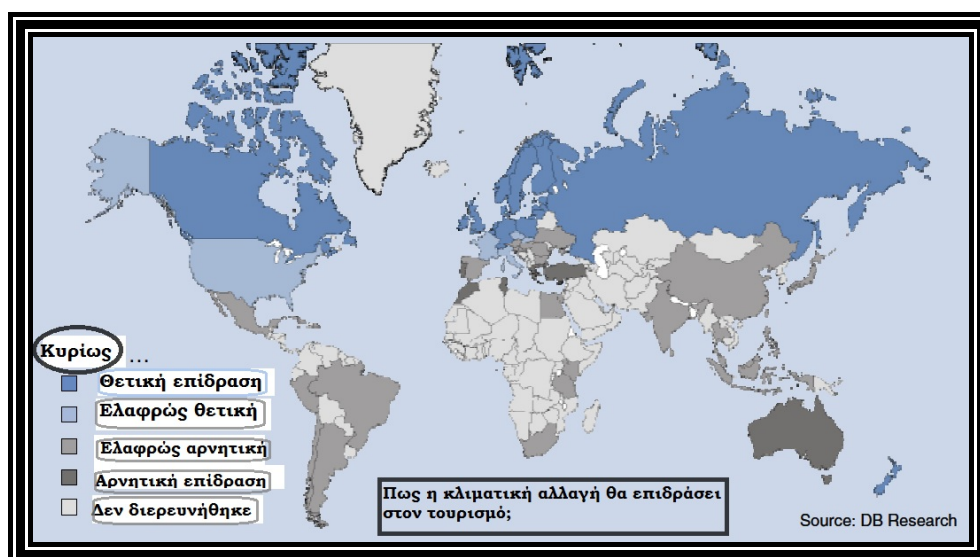 Κυρίως ...
Θετική επίδραση
Ελαφρώς θετική
Ελαφρώς αρνητική
Αρνητική επίδραση
Δεν διερευνήθηκε
Πως η κλιματική αλλαγή θα επιδράσει
στον τουρισμό;
Source: DB Research